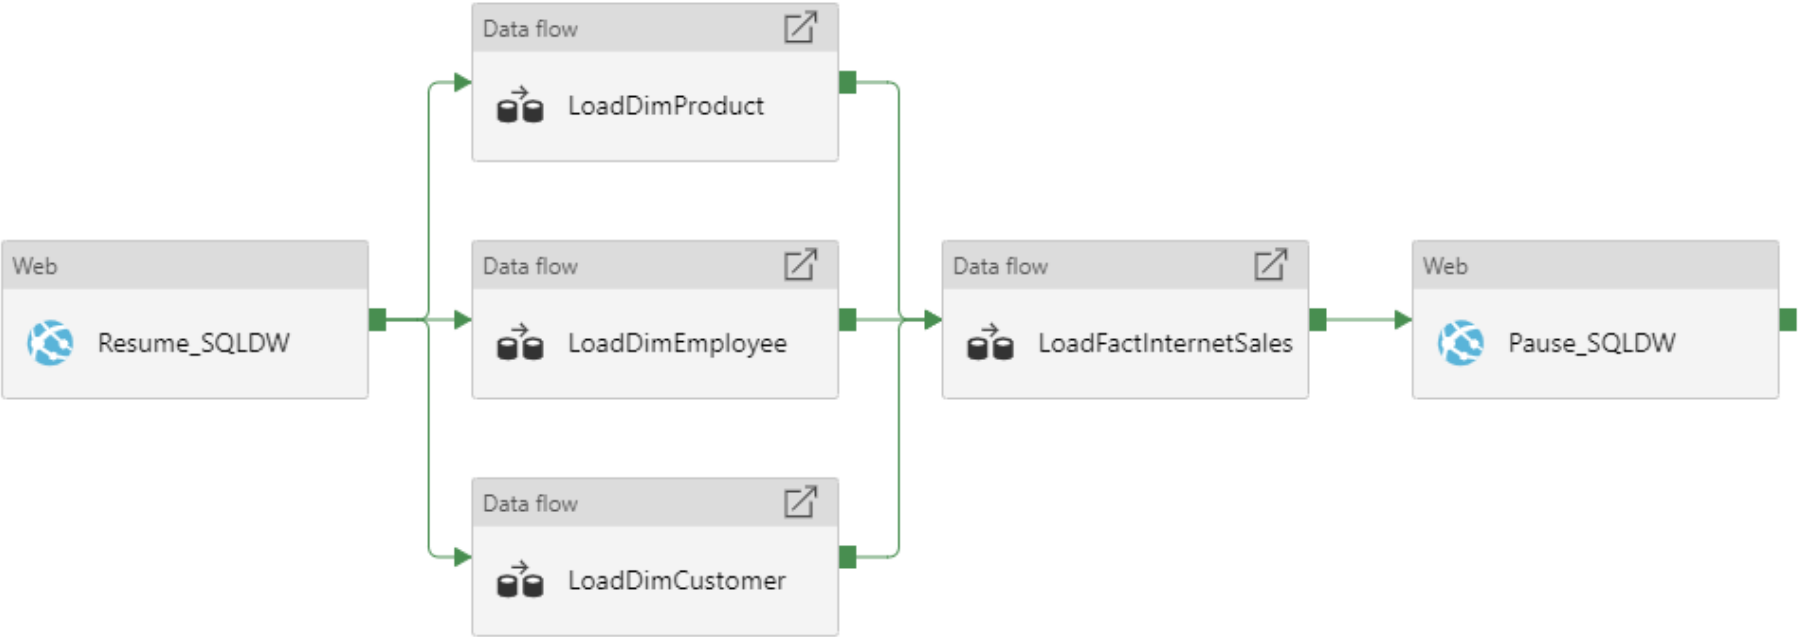 Web
Resume_SQLDW
Data flow
LoadDimProduct
Data flow
LoadDimEmployee
Data flow
LoadDimCustomer
Data flow
LoadFactInternetSales
Web
Pause_SQLDW